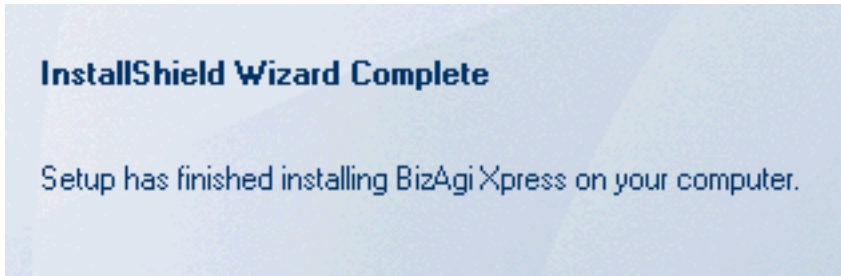 InstallShield Wizard Complete
Setup has finished installing BizAgi Xpress on your computer.